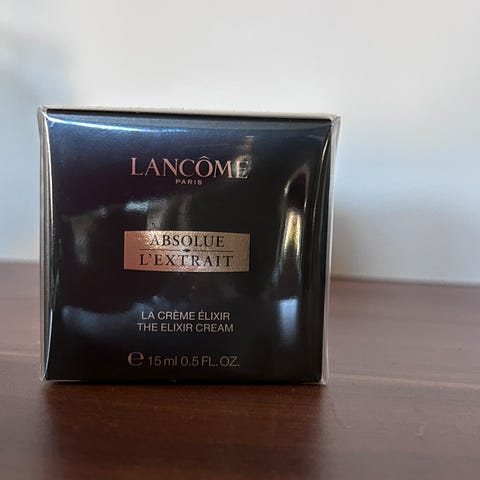 LANCÔME
PARIS
ABSOLUE
L'EXTRAIT
LA CRÈME ÉLIXIR
THE ELIXIR CREAM
℮ 15 ml 0.5 FL.OZ.